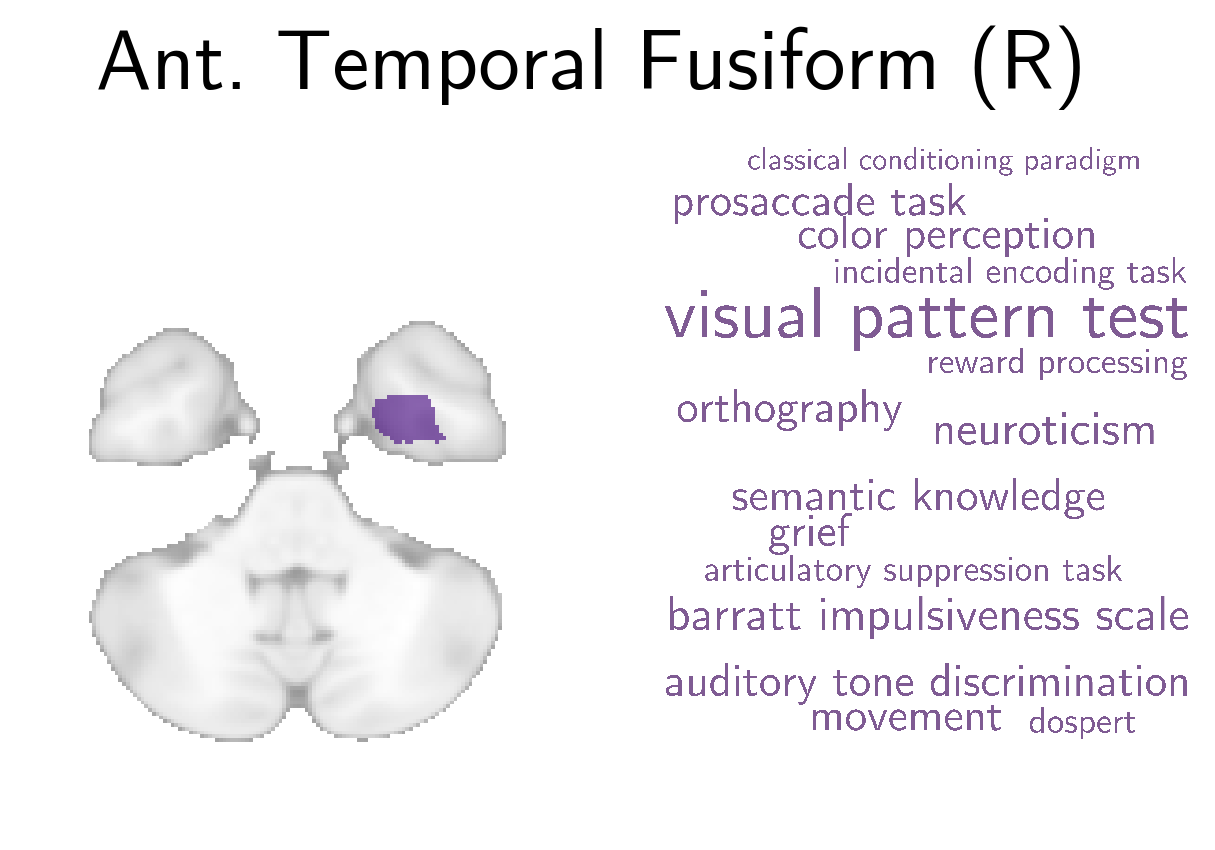 Ant. Temporal Fusiform (R)
classical conditioning paradigm
prosaccade task
color perception
incidental encoding task
visual pattern test
reward processing
orthography
neuroticism
semantic knowledge
grief
articulatory suppression task
barratt impulsiveness scale
auditory tone discrimination
movement dospert